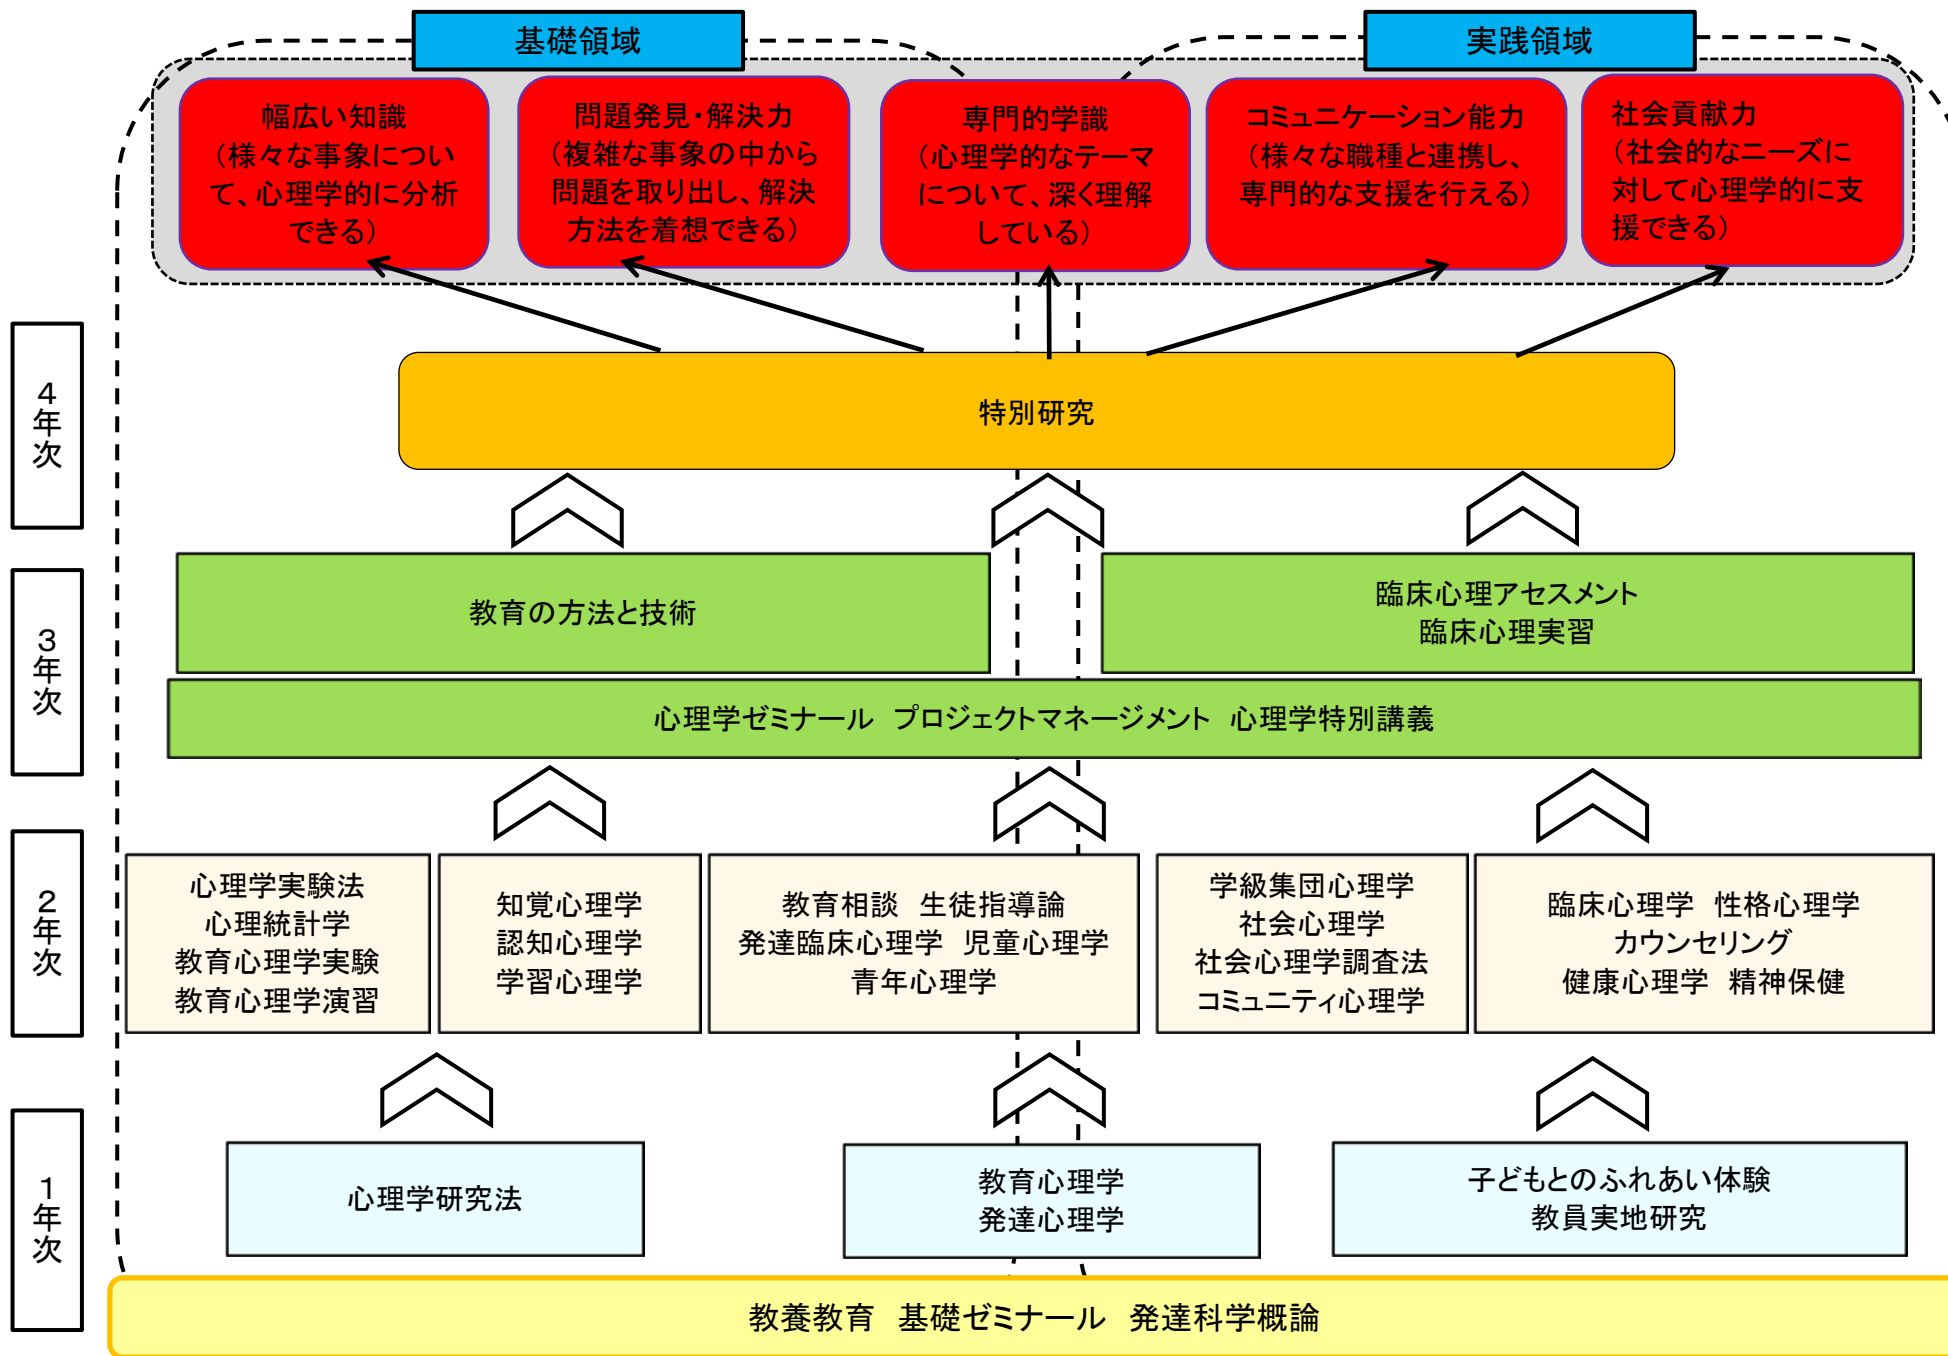 基礎領域
実践領域
幅広い知識
（様々な事象につい
て、心理学的に分析
できる）
問題発見・解決力
（複雑な事象の中から
問題を取り出し、解決
方法を着想できる）
専門的学識
（心理学的なテーマ
について、深く理解
している）
コミュニケーション能力
（様々な職種と連携し、
専門的な支援を行える）
社会貢献力
（社会的なニーズに
対して心理学的に支
援できる）
４年次
特別研究
３年次
教育の方法と技術
臨床心理アセスメント
臨床心理実習
心理学ゼミナール　プロジェクトマネージメント　心理学特別講義
２年次
心理学実験法
心理統計学
教育心理学実験
教育心理学演習
知覚心理学
認知心理学
学習心理学
教育相談　生徒指導論
発達臨床心理学　児童心理学
青年心理学
学級集団心理学
社会心理学
社会心理学調査法
コミュニティ心理学
臨床心理学　性格心理学
カウンセリング
健康心理学　精神保健
１年次
心理学研究法
教育心理学
発達心理学
子どもとのふれあい体験
教員実地研究
教養教育　基礎ゼミナール　発達科学概論